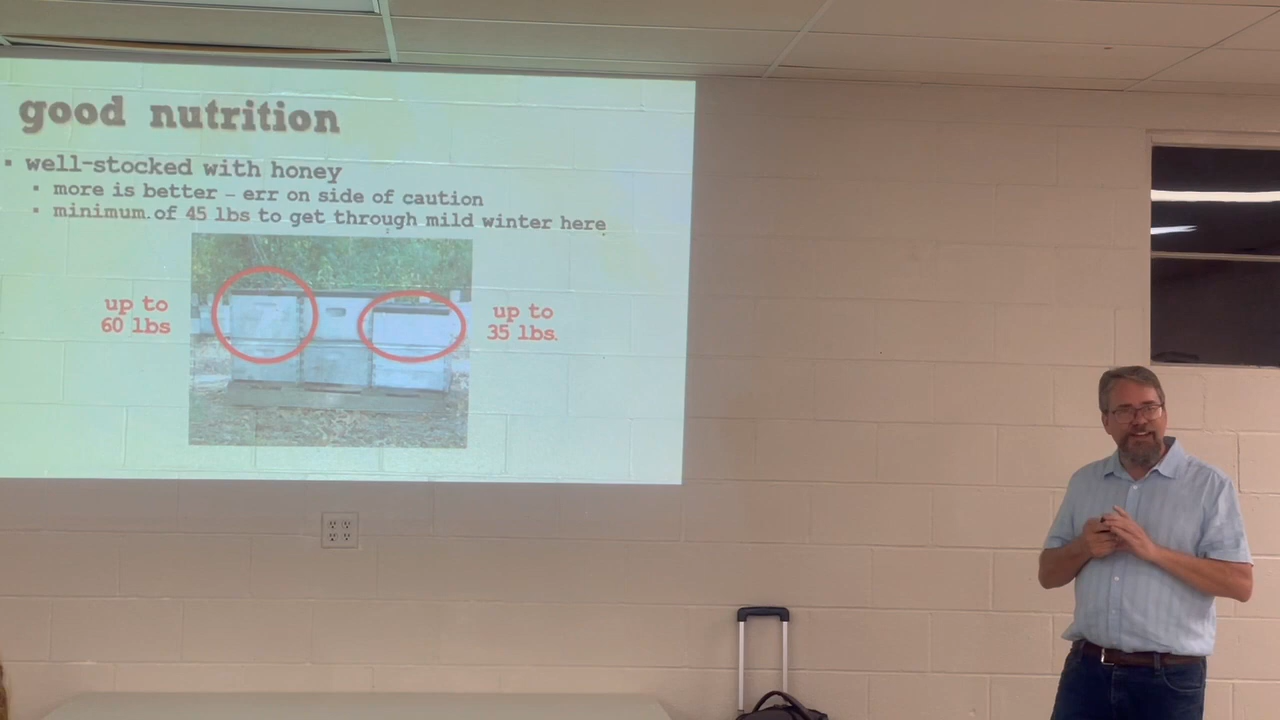 good nutrition
▪ well-stocked with honey
▪ more is better – err on side of caution
▪ minimum of 45 lbs to get through mild winter here
up to
60 lbs
up to
35 lbs.